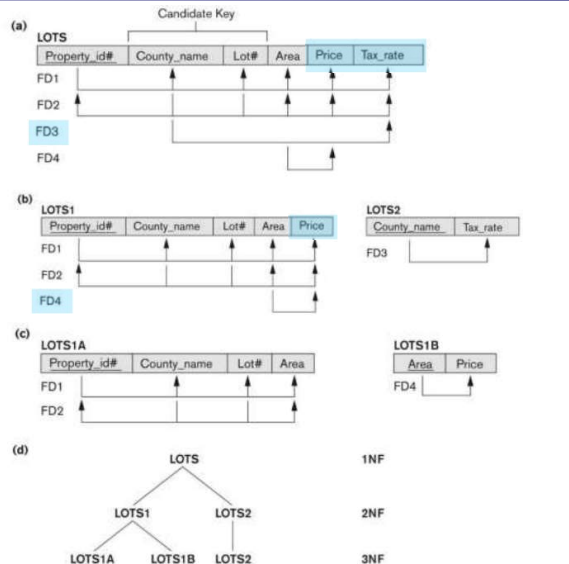 Candidate Key
(a)
LOTS
Property_id# County_name Lot# Area Price Tax_rate
FD1
FD2
FD3
FD4
(b)
LOTS1 LOTS2
Property_id# County_name Lot# Area Price County_name Tax_rate
FD1 FD3
FD2
FD4
(c)
LOTS1A LOTS1B
Property_id# County_name Lot# Area Area Price
FD1 FD4
FD2
(d)
LOTS 1NF
LOTS1 LOTS2 2NF
LOTS1A LOTS1B LOTS2 3NF